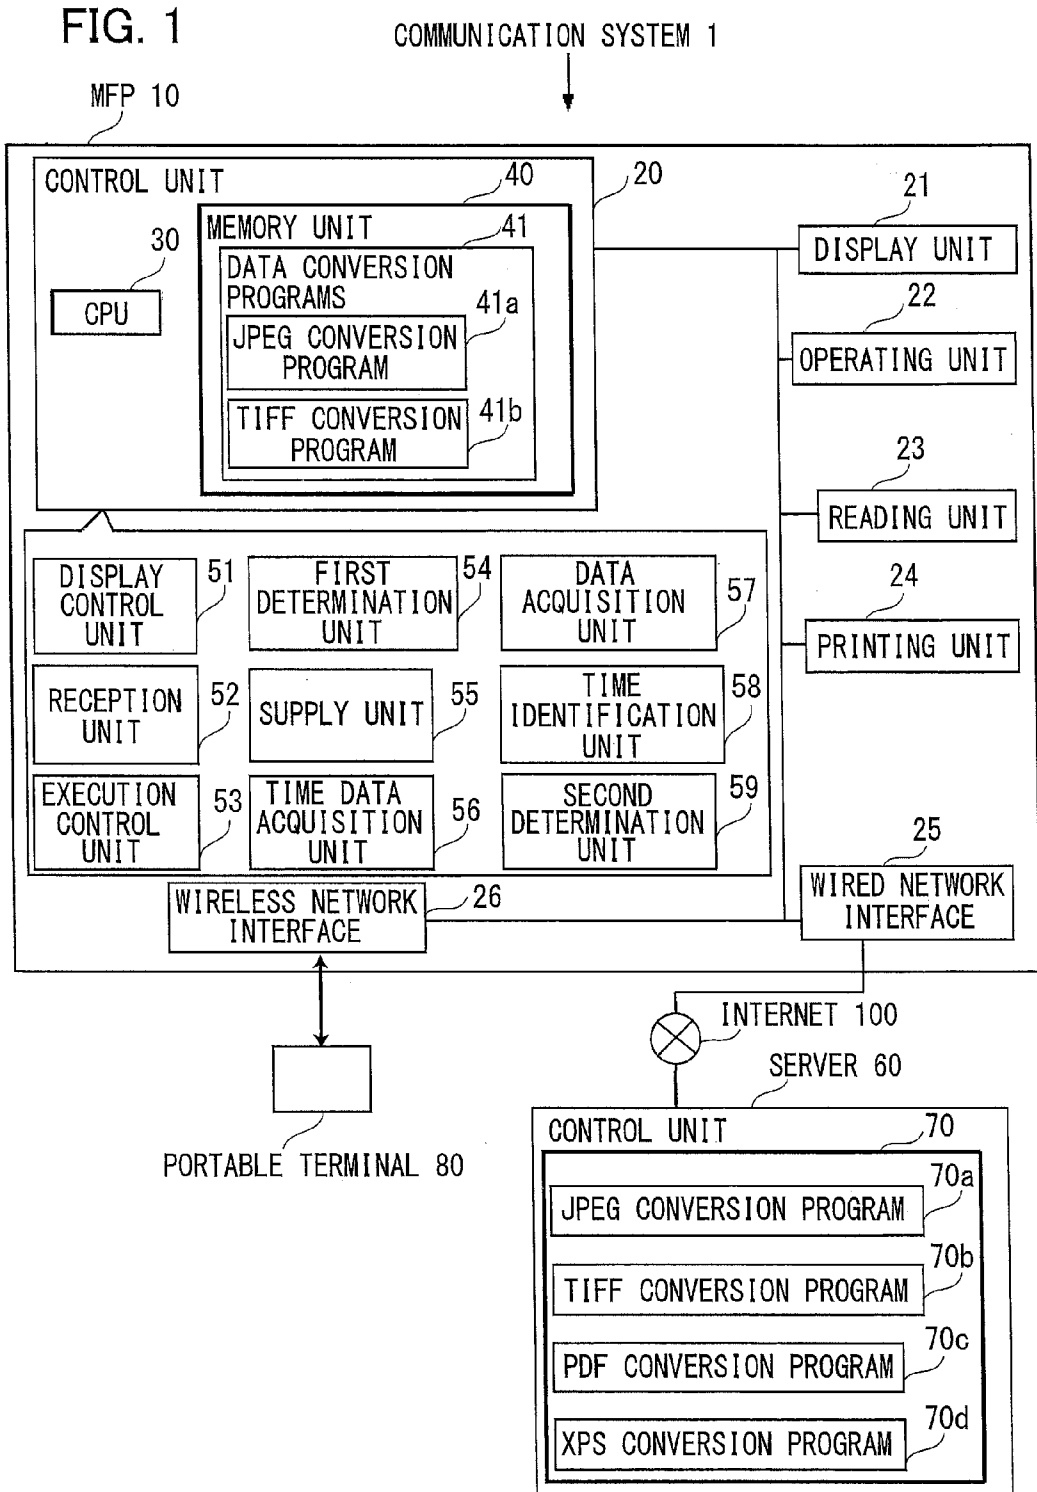 FIG. 1
COMMUNICATION SYSTEM 1
MFP 10
CONTROL UNIT
40
20
21
MEMORY UNIT
41
DISPLAY UNIT
30
CPU
DATA CONVERSION
PROGRAMS
41a
JPEG CONVERSION
PROGRAM
22
OPERATING UNIT
TIFF CONVERSION
PROGRAM
41b
23
READING UNIT
24
PRINTING UNIT
DISPLAY
CONTROL
UNIT
51
FIRST
DETERMINATION
UNIT
54
DATA
ACQUISITION
UNIT
57
RECEPTION
UNIT
52
SUPPLY UNIT
55
TIME
IDENTIFICATION
UNIT
58
EXECUTION
CONTROL
UNIT
53
TIME DATA
ACQUISITION
UNIT
56
SECOND
DETERMINATION
UNIT
59
25
WIRED NETWORK
INTERFACE
WIRELESS NETWORK
INTERFACE
26
INTERNET 100
SERVER 60
PORTABLE TERMINAL 80
CONTROL UNIT
70
70a
JPEG CONVERSION PROGRAM
70b
TIFF CONVERSION PROGRAM
70c
PDF CONVERSION PROGRAM
70d
XPS CONVERSION PROGRAM